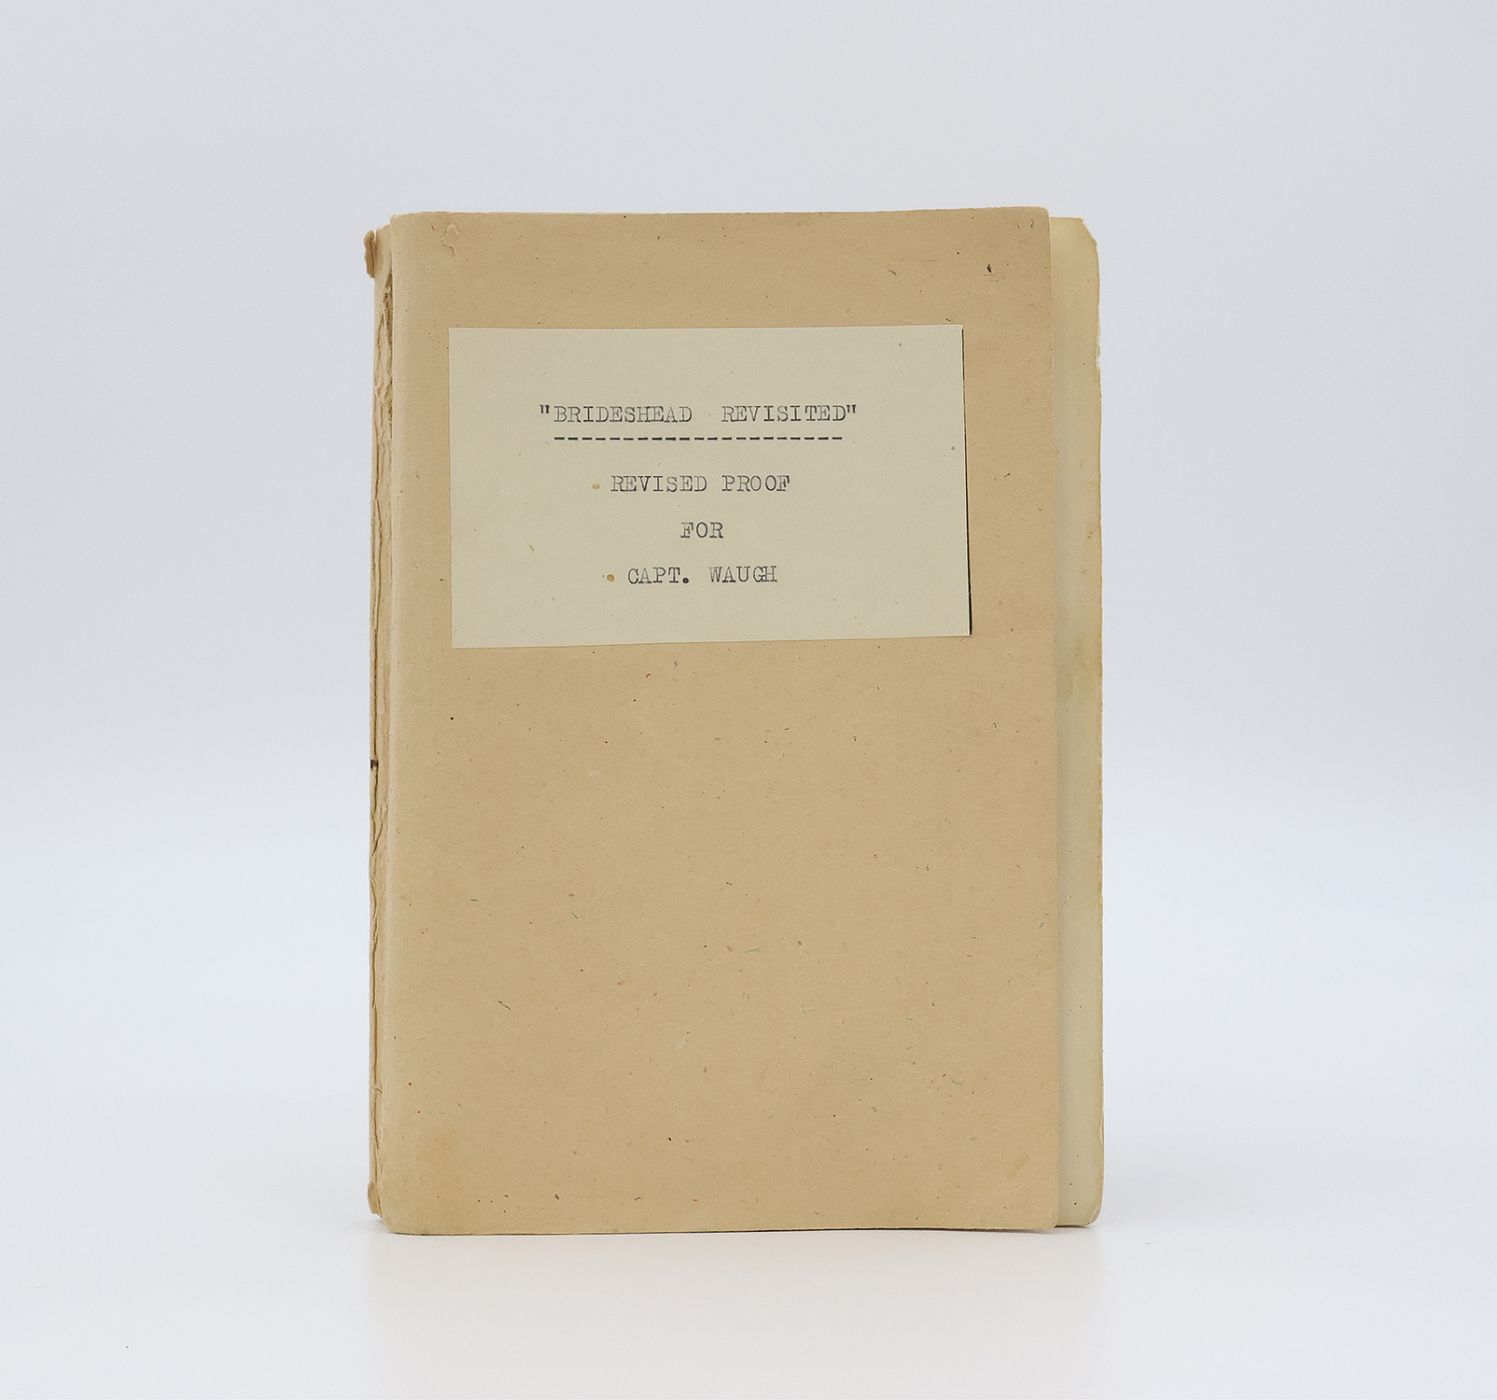 "BRIDESHEAD REVISITED"
---------------------
REVISED PROOF
FOR
CAPT. WAUGH